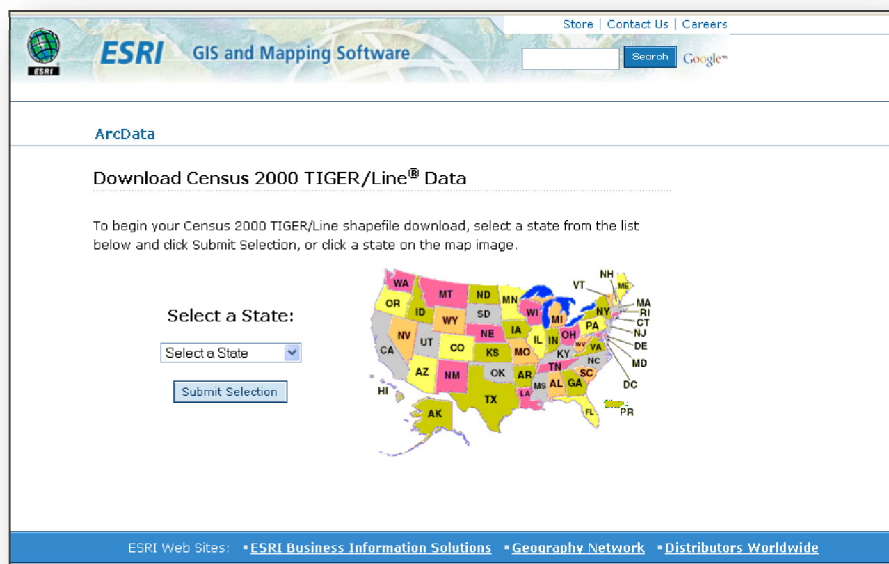 Store | Contact Us | Careers
ESRI
ESRI GIS and Mapping Software
Search Google™
ArcData
Download Census 2000 TIGER/Line® Data
To begin your Census 2000 TIGER/Line shapefile download, select a state from the list
below and click Submit Selection, or click a state on the map image.
Select a State:
Select a State
Submit Selection
WA MT ND MN VT NH ME
OR ID WY SD WI MI NY MA
RI
CT
NJ
NV UT CO NE IA IL IN OH PA DE
CA KS MO KY WV VA MD
AZ NM OK AR TN NC DC
HI TX LA MS AL GA SC
AK FL PR
ESRI Web Sites: ▪ESRI Business Information Solutions ▪Geography Network ▪Distributors Worldwide